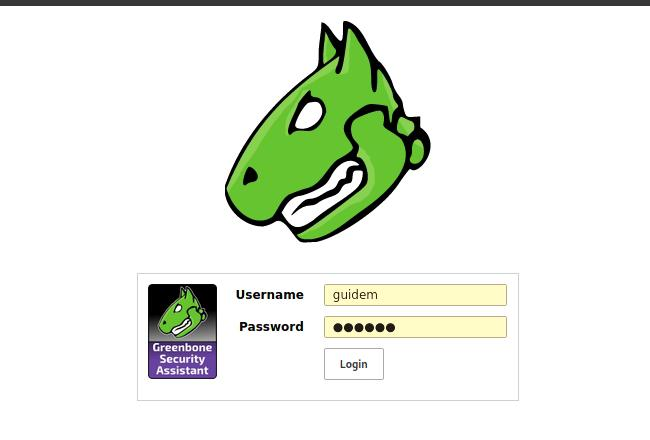 Username
guidem
Password
●●●●●●
Login
Greenbone
Security
Assistant